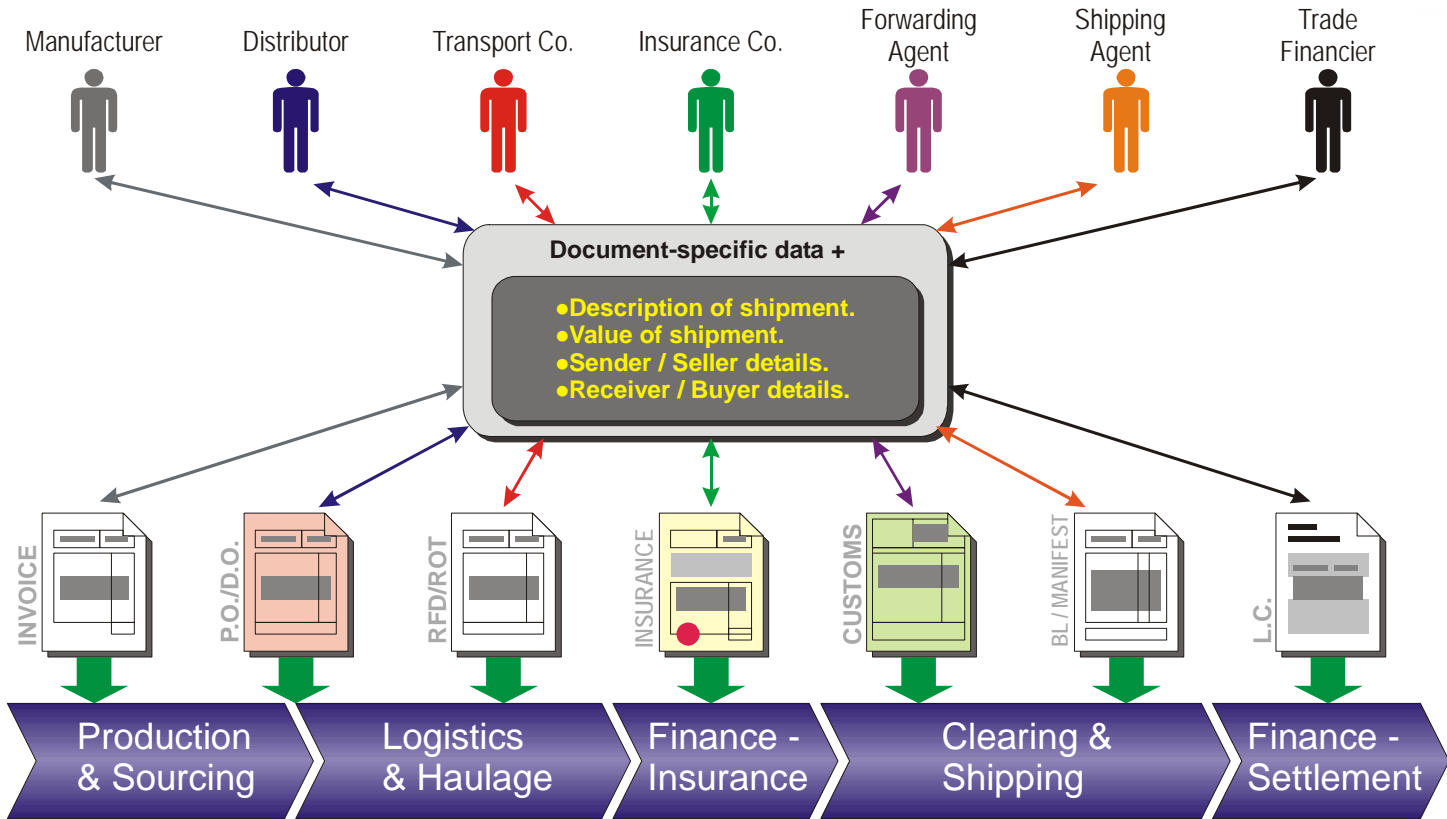 Manufacturer
Distributor
Transport Co.
Insurance Co.
Forwarding
Agent
Shipping
Agent
Trade
Financier
Document-specific data +
●Description of shipment.
●Value of shipment.
●Sender / Seller details.
●Receiver / Buyer details.
INVOICE
P.O./D.O.
RFD/ROT
INSURANCE
CUSTOMS
BL / MANIFEST
L.C.
Production
& Sourcing
Logistics
& Haulage
Finance -
Insurance
Clearing &
Shipping
Finance -
Settlement